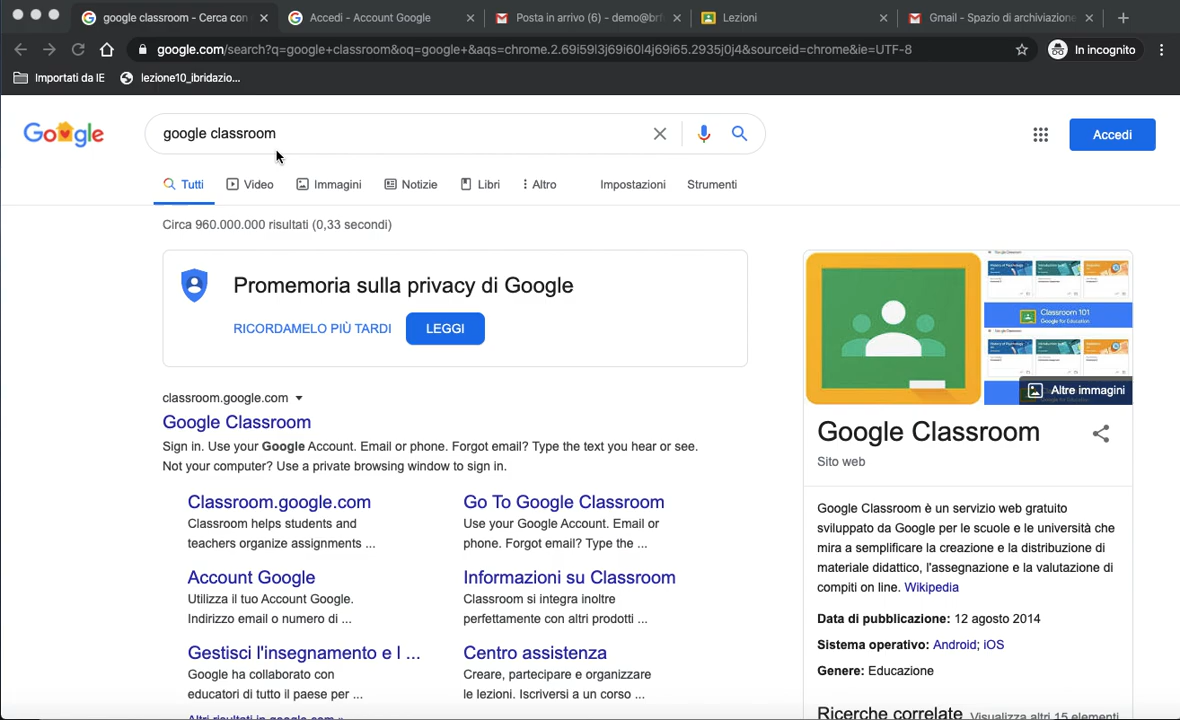 google classroom - Cerca con
Accedi - Account Google
Posta in arrivo (6) - demo@brf
Lezioni
Gmail - Spazio di archiviazione
google.com/search?q=google+classroom&oq=google+&aqs=chrome.2.69i59l3j69i60l4j69i65.2935j0j4&sourceid=chrome&ie=UTF-8
In incognito
Importati da IE
lezione10_ibridazio...
Google
google classroom
Accedi
Tutti
Video
Immagini
Notizie
Libri
Altro
Impostazioni
Strumenti
Circa 960.000.000 risultati (0,33 secondi)
Promemoria sulla privacy di Google
RICORDAMELO PIÙ TARDI
LEGGI
classroom.google.com
Google Classroom
Sign in. Use your Google Account. Email or phone. Forgot email? Type the text you hear or see.
Not your computer? Use a private browsing window to sign in.
Classroom.google.com
Classroom helps students and
teachers organize assignments ...
Go To Google Classroom
Use your Google Account. Email or
phone. Forgot email? Type the ...
Account Google
Utilizza il tuo Account Google.
Indirizzo email o numero di ...
Informazioni su Classroom
Classroom si integra inoltre
perfettamente con altri prodotti ...
Gestisci l'insegnamento e l ...
Google ha collaborato con
educatori di tutto il paese per ...
Centro assistenza
Creare, partecipare e organizzare
le lezioni. Iscriversi a un corso ...
Altri risultati in google.com »
Classroom 101
Google for Education
Altre immagini
Google Classroom
Sito web
Google Classroom è un servizio web gratuito
sviluppato da Google per le scuole e le università che
mira a semplificare la creazione e la distribuzione di
materiale didattico, l'assegnazione e la valutazione di
compiti on line. Wikipedia
Data di pubblicazione: 12 agosto 2014
Sistema operativo: Android; iOS
Genere: Educazione
Ricerche correlate
Visualizza altri 15 elementi